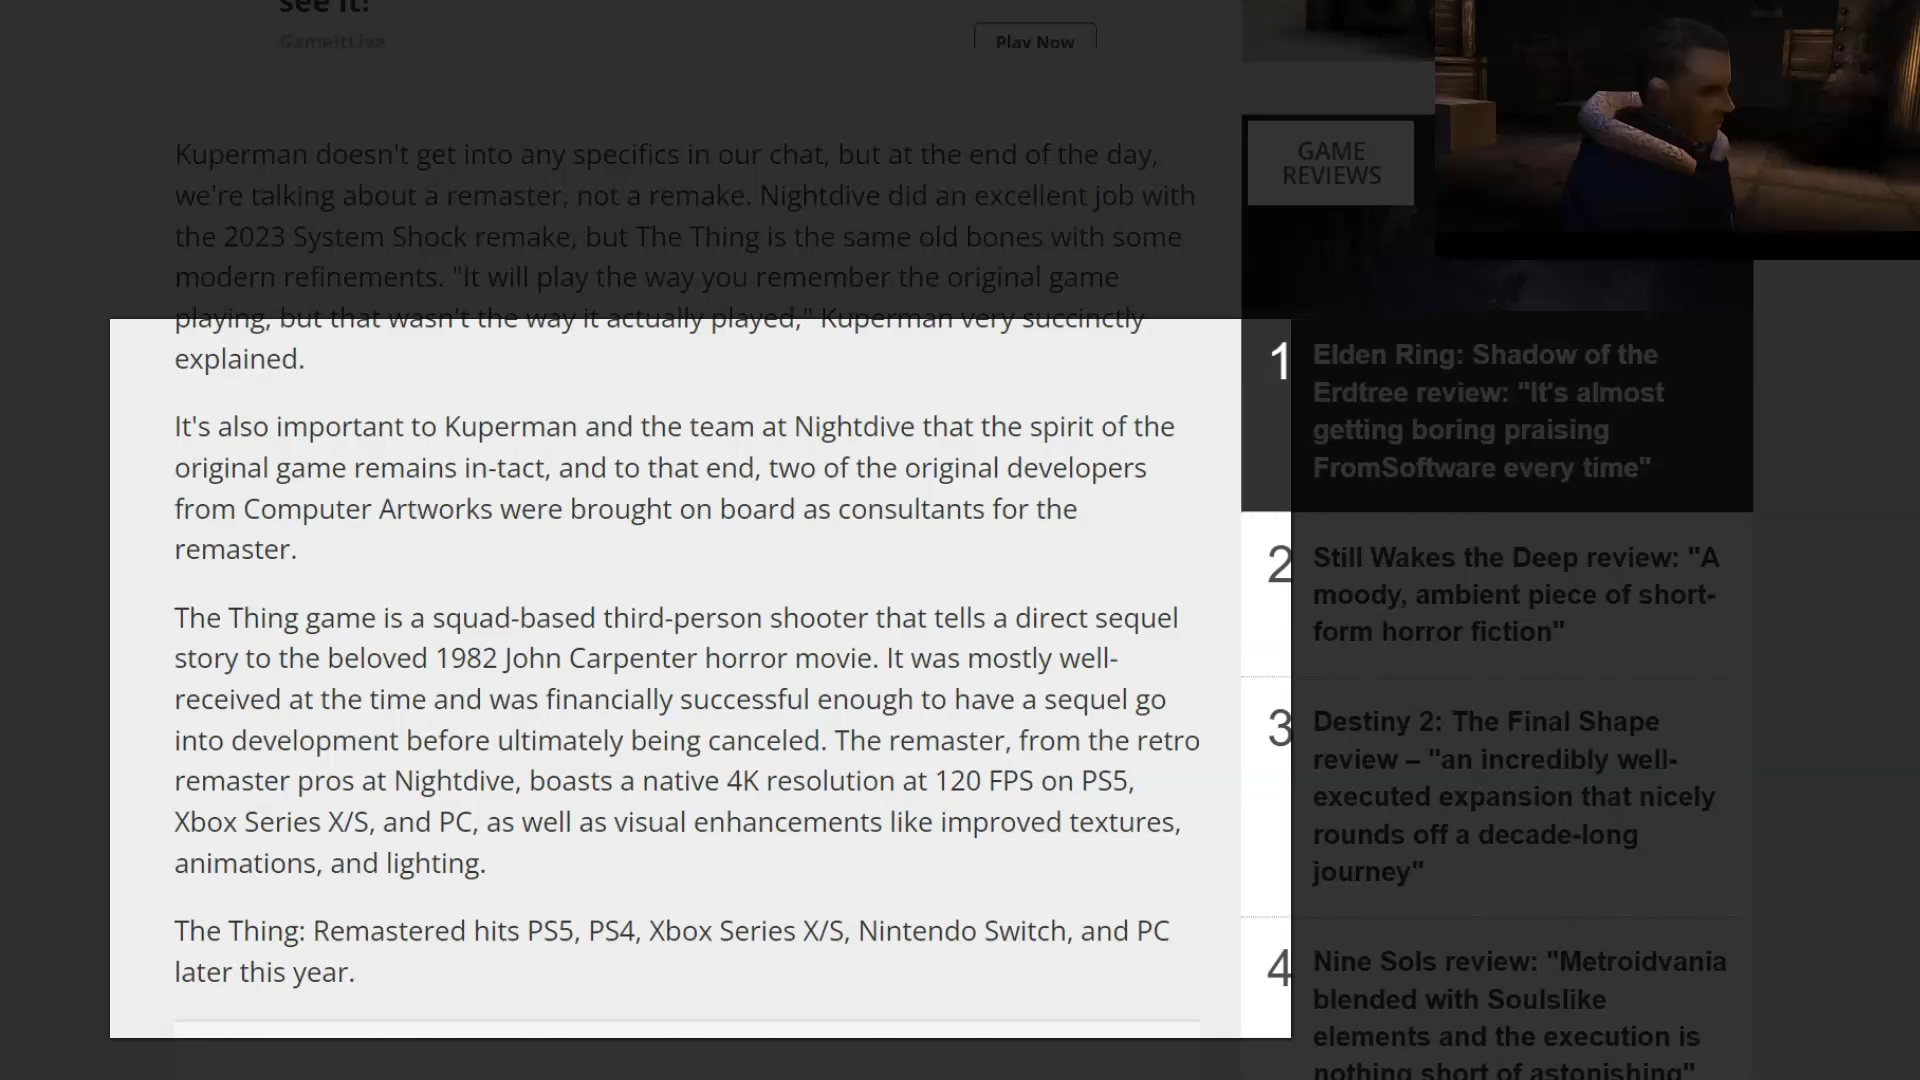 see it!
GameItLive
Play Now
Kuperman doesn't get into any specifics in our chat, but at the end of the day,
we're talking about a remaster, not a remake. Nightdive did an excellent job with
the 2023 System Shock remake, but The Thing is the same old bones with some
modern refinements. "It will play the way you remember the original game
playing, but that wasn't the way it actually played," Kuperman very succinctly
explained.
It's also important to Kuperman and the team at Nightdive that the spirit of the
original game remains in-tact, and to that end, two of the original developers
from Computer Artworks were brought on board as consultants for the
remaster.
The Thing game is a squad-based third-person shooter that tells a direct sequel
story to the beloved 1982 John Carpenter horror movie. It was mostly well-
received at the time and was financially successful enough to have a sequel go
into development before ultimately being canceled. The remaster, from the retro
remaster pros at Nightdive, boasts a native 4K resolution at 120 FPS on PS5,
Xbox Series X/S, and PC, as well as visual enhancements like improved textures,
animations, and lighting.
The Thing: Remastered hits PS5, PS4, Xbox Series X/S, Nintendo Switch, and PC
later this year.
GAME
REVIEWS
1 Elden Ring: Shadow of the
Erdtree review: "It's almost
getting boring praising
FromSoftware every time"
2 Still Wakes the Deep review: "A
moody, ambient piece of short-
form horror fiction"
3 Destiny 2: The Final Shape
review – "an incredibly well-
executed expansion that nicely
rounds off a decade-long
journey"
4 Nine Sols review: "Metroidvania
blended with Soulslike
elements and the execution is
nothing short of astonishing"